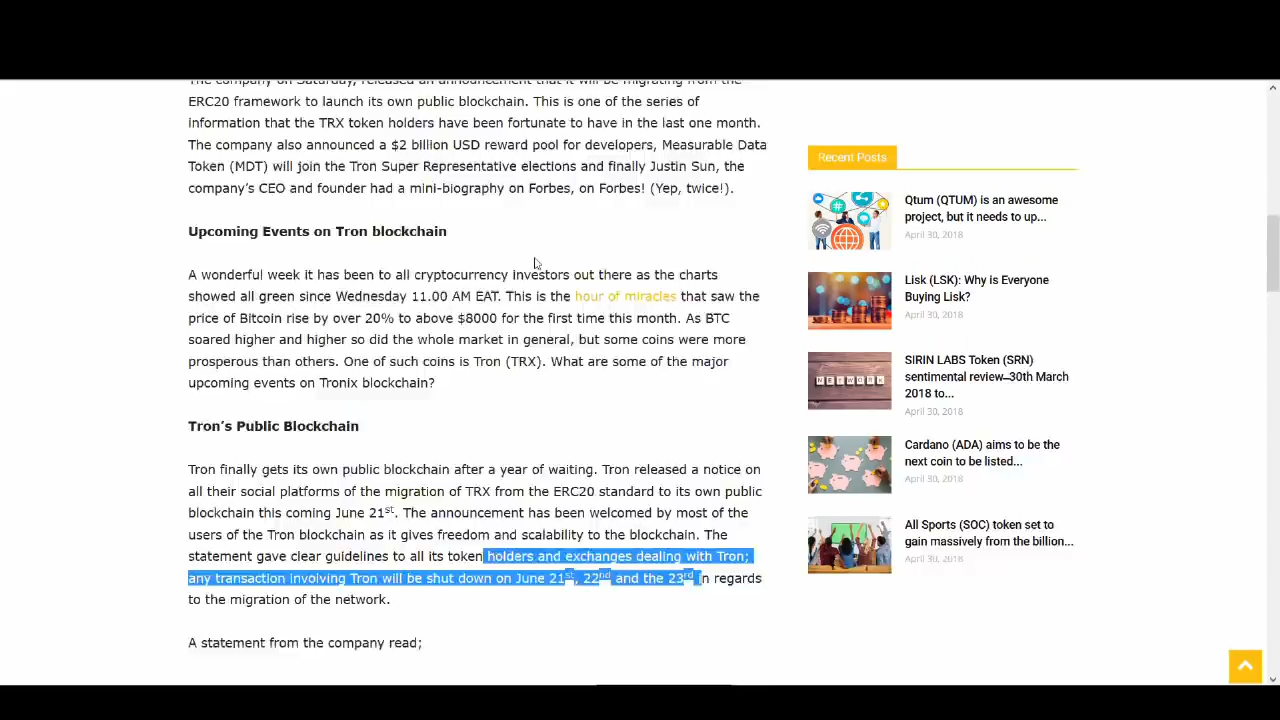 The company on Saturday, released an announcement that it will be migrating from the
ERC20 framework to launch its own public blockchain. This is one of the series of
information that the TRX token holders have been fortunate to have in the last one month.
The company also announced a $2 billion USD reward pool for developers, Measurable Data
Token (MDT) will join the Tron Super Representative elections and finally Justin Sun, the
company's CEO and founder had a mini-biography on Forbes, on Forbes! (Yep, twice!).
Upcoming Events on Tron blockchain
A wonderful week it has been to all cryptocurrency investors out there as the charts
showed all green since Wednesday 11.00 AM EAT. This is the hour of miracles that saw the
price of Bitcoin rise by over 20% to above $8000 for the first time this month. As BTC
soared higher and higher so did the whole market in general, but some coins were more
prosperous than others. One of such coins is Tron (TRX). What are some of the major
upcoming events on Tronix blockchain?
Tron's Public Blockchain
Tron finally gets its own public blockchain after a year of waiting. Tron released a notice on
all their social platforms of the migration of TRX from the ERC20 standard to its own public
blockchain this coming June 21st. The announcement has been welcomed by most of the
users of the Tron blockchain as it gives freedom and scalability to the blockchain. The
statement gave clear guidelines to all its token holders and exchanges dealing with Tron;
any transaction involving Tron will be shut down on June 21st, 22nd and the 23rd in regards
to the migration of the network.
A statement from the company read;
Recent Posts
Qtum (QTUM) is an awesome
project, but it needs to up...
April 30, 2018
Lisk (LSK): Why is Everyone
Buying Lisk?
April 30, 2018
SIRIN LABS Token (SRN)
sentimental review–30th March
2018 to...
April 30, 2018
NETWORK
Cardano (ADA) aims to be the
next coin to be listed...
April 30, 2018
All Sports (SOC) token set to
gain massively from the billion...
April 30, 2018